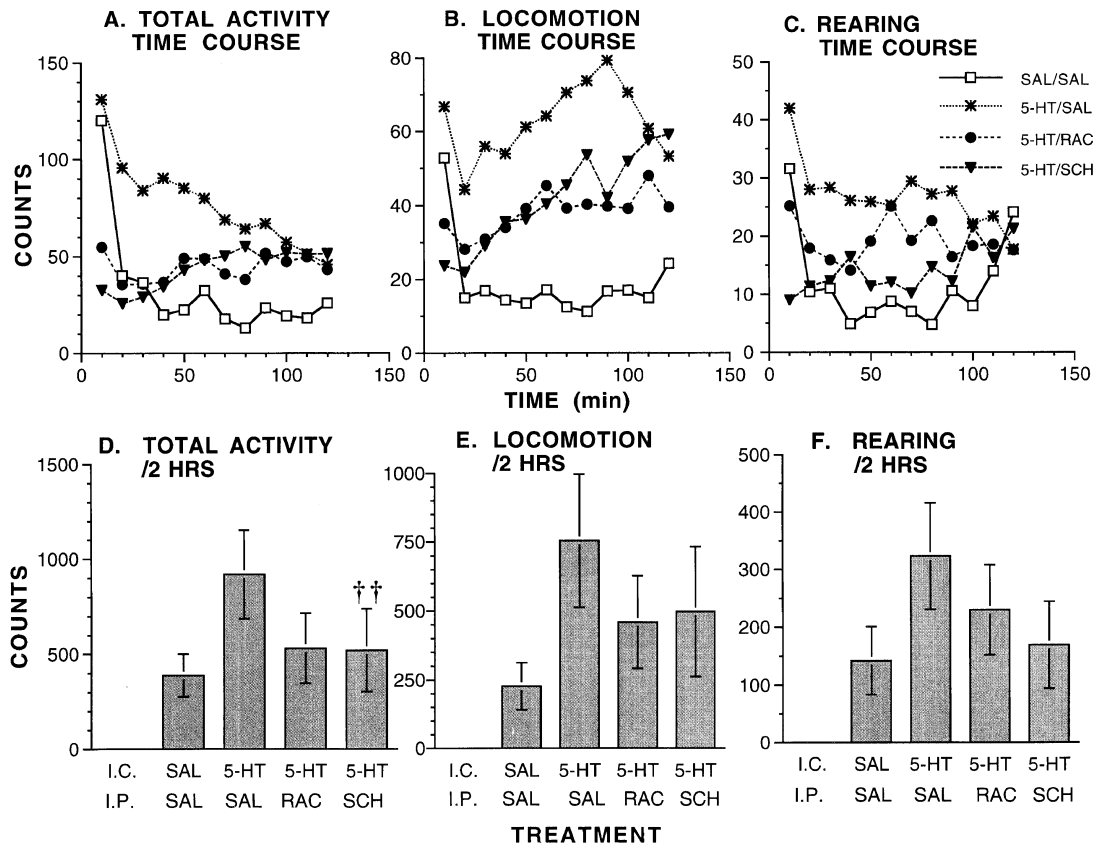 A. TOTAL ACTIVITY
TIME COURSE
B. LOCOMOTION
TIME COURSE
C. REARING
TIME COURSE
SAL/SAL
5-HT/SAL
5-HT/RAC
5-HT/SCH
COUNTS
150
100
50
0
0 50 100 150
80
60
40
20
0
0 50 100 150
50
40
30
20
10
0
0 50 100 150
TIME (min)
D. TOTAL ACTIVITY
/2 HRS
E. LOCOMOTION
/2 HRS
F. REARING
/2 HRS
COUNTS
1500
1000
500
0
††
1000
750
500
250
0
500
400
300
200
100
0
I.C. SAL 5-HT 5-HT 5-HT
I.P. SAL SAL RAC SCH
I.C. SAL 5-HT 5-HT 5-HT
I.P. SAL SAL RAC SCH
I.C. SAL 5-HT 5-HT 5-HT
I.P. SAL SAL RAC SCH
TREATMENT